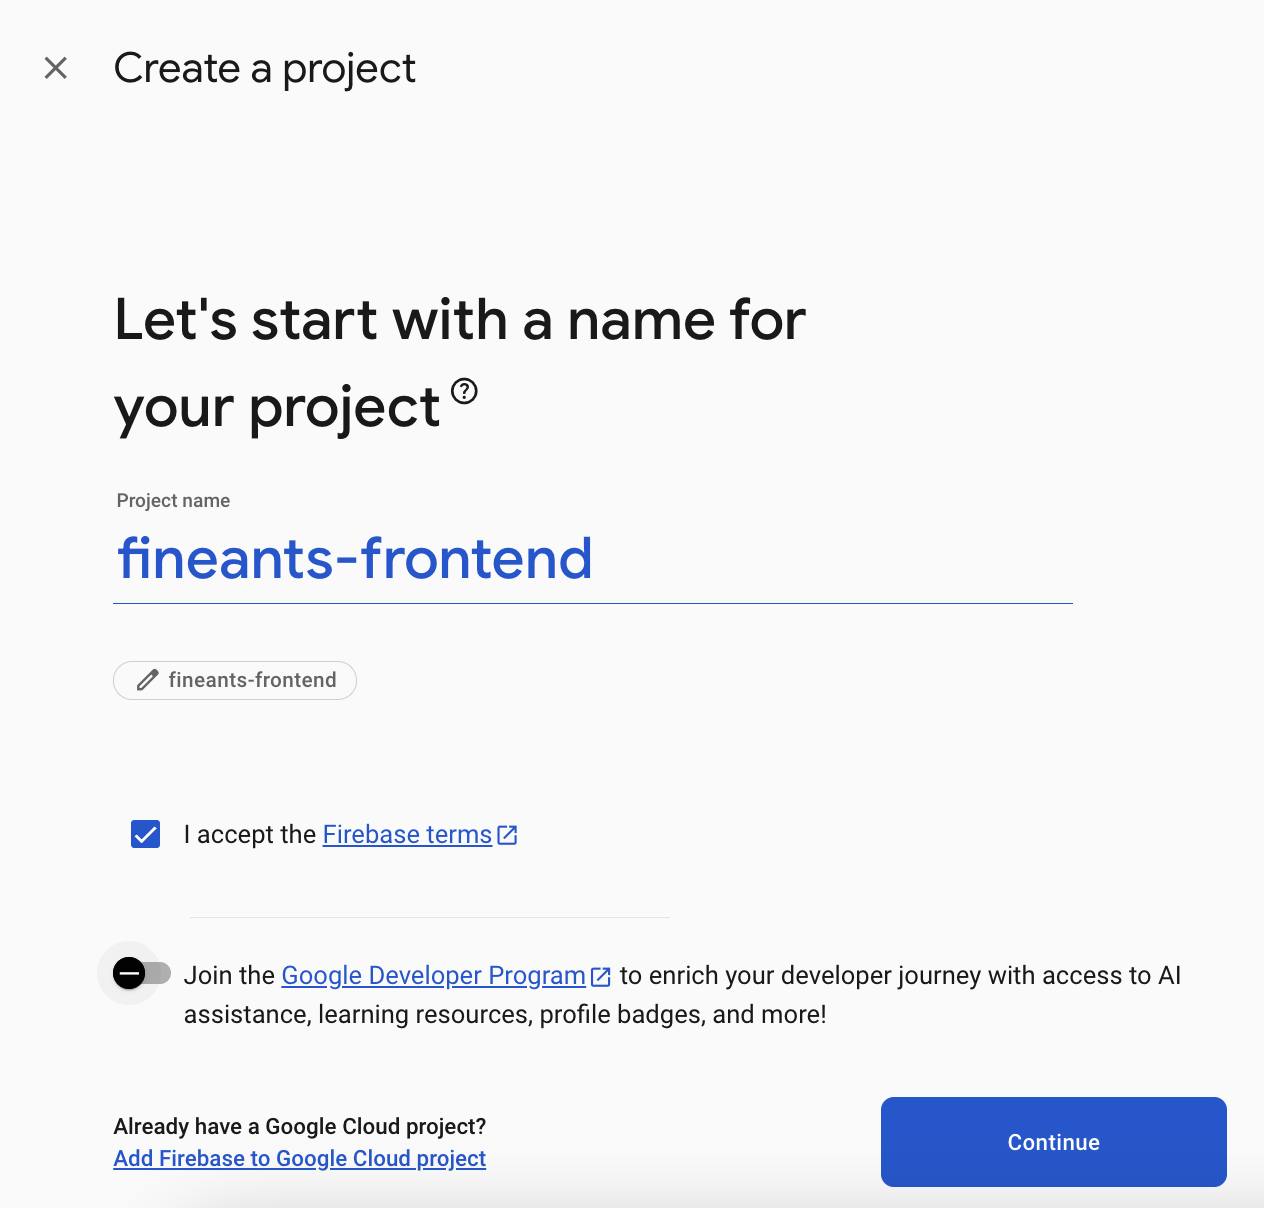 Create a project
Let's start with a name for
your project
Project name
fineants-frontend
fineants-frontend
I accept the Firebase terms
Join the Google Developer Program to enrich your developer journey with access to AI
assistance, learning resources, profile badges, and more!
Already have a Google Cloud project?
Add Firebase to Google Cloud project
Continue